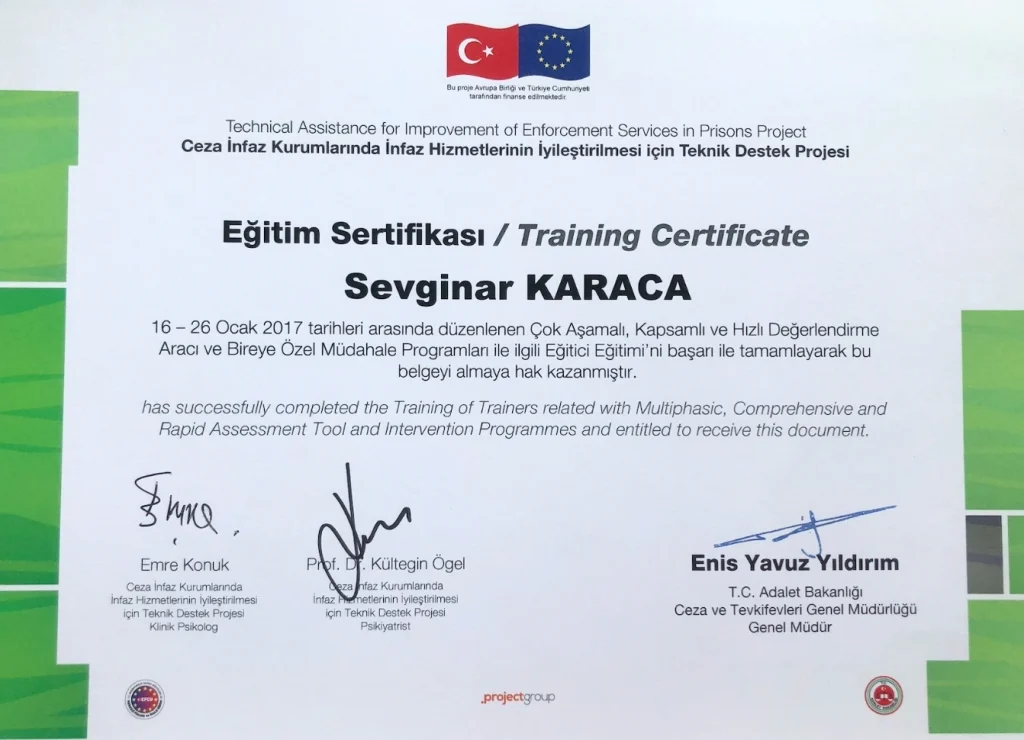 Bu proje Avrupa Birliği ve Türkiye Cumhuriyeti
tarafından finanse edilmektedir.
Technical Assistance for Improvement of Enforcement Services in Prisons Project
Ceza İnfaz Kurumlarında İnfaz Hizmetlerinin İyileştirilmesi için Teknik Destek Projesi
Eğitim Sertifikası / Training Certificate
Sevginar KARACA
16 – 26 Ocak 2017 tarihleri arasında düzenlenen Çok Aşamalı, Kapsamlı ve Hızlı Değerlendirme
Aracı ve Bireye Özel Müdahale Programları ile ilgili Eğitici Eğitimi'ni başarı ile tamamlayarak bu
belgeyi almaya hak kazanmıştır.
has successfully completed the Training of Trainers related with Multiphasic, Comprehensive and
Rapid Assessment Tool and Intervention Programmes and entitled to receive this document.
Emre Konuk
Ceza İnfaz Kurumlarında
İnfaz Hizmetlerinin İyileştirilmesi
için Teknik Destek Projesi
Klinik Psikolog
Prof. Dr. Kültegin Ögel
Ceza İnfaz Kurumlarında
İnfaz Hizmetlerinin İyileştirilmesi
için Teknik Destek Projesi
Psikiyatrist
Enis Yavuz Yıldırım
T.C. Adalet Bakanlığı
Ceza ve Tevkifevleri Genel Müdürlüğü
Genel Müdür
.projectgroup